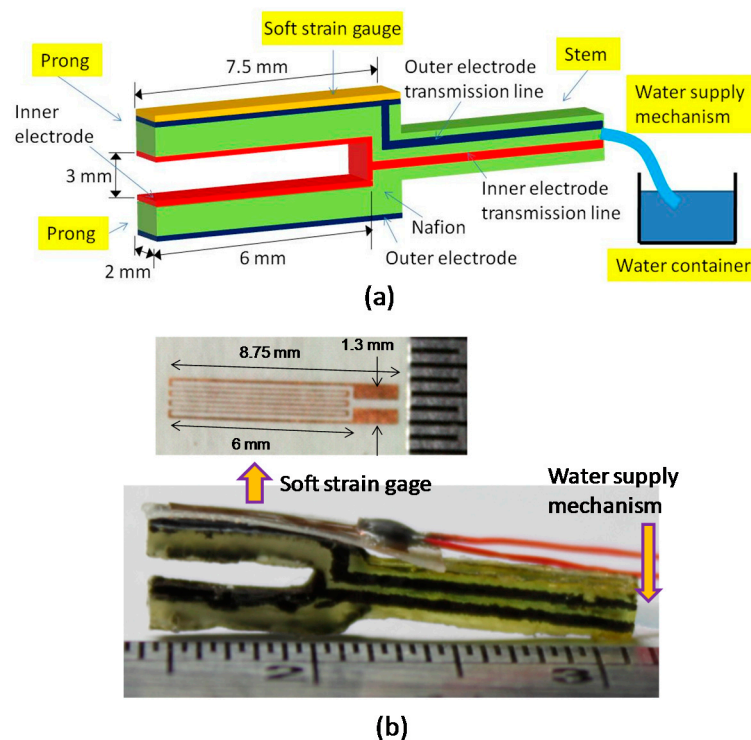 Soft strain gauge
Prong
7.5 mm
Outer electrode
transmission line
Stem
Water supply
mechanism
Inner
electrode
3 mm
Inner electrode
transmission line
Nafion
Prong
Outer electrode
2 mm
6 mm
Water container
(a)
8.75 mm
1.3 mm
6 mm
Soft strain gage
Water supply
mechanism
2
3
(b)